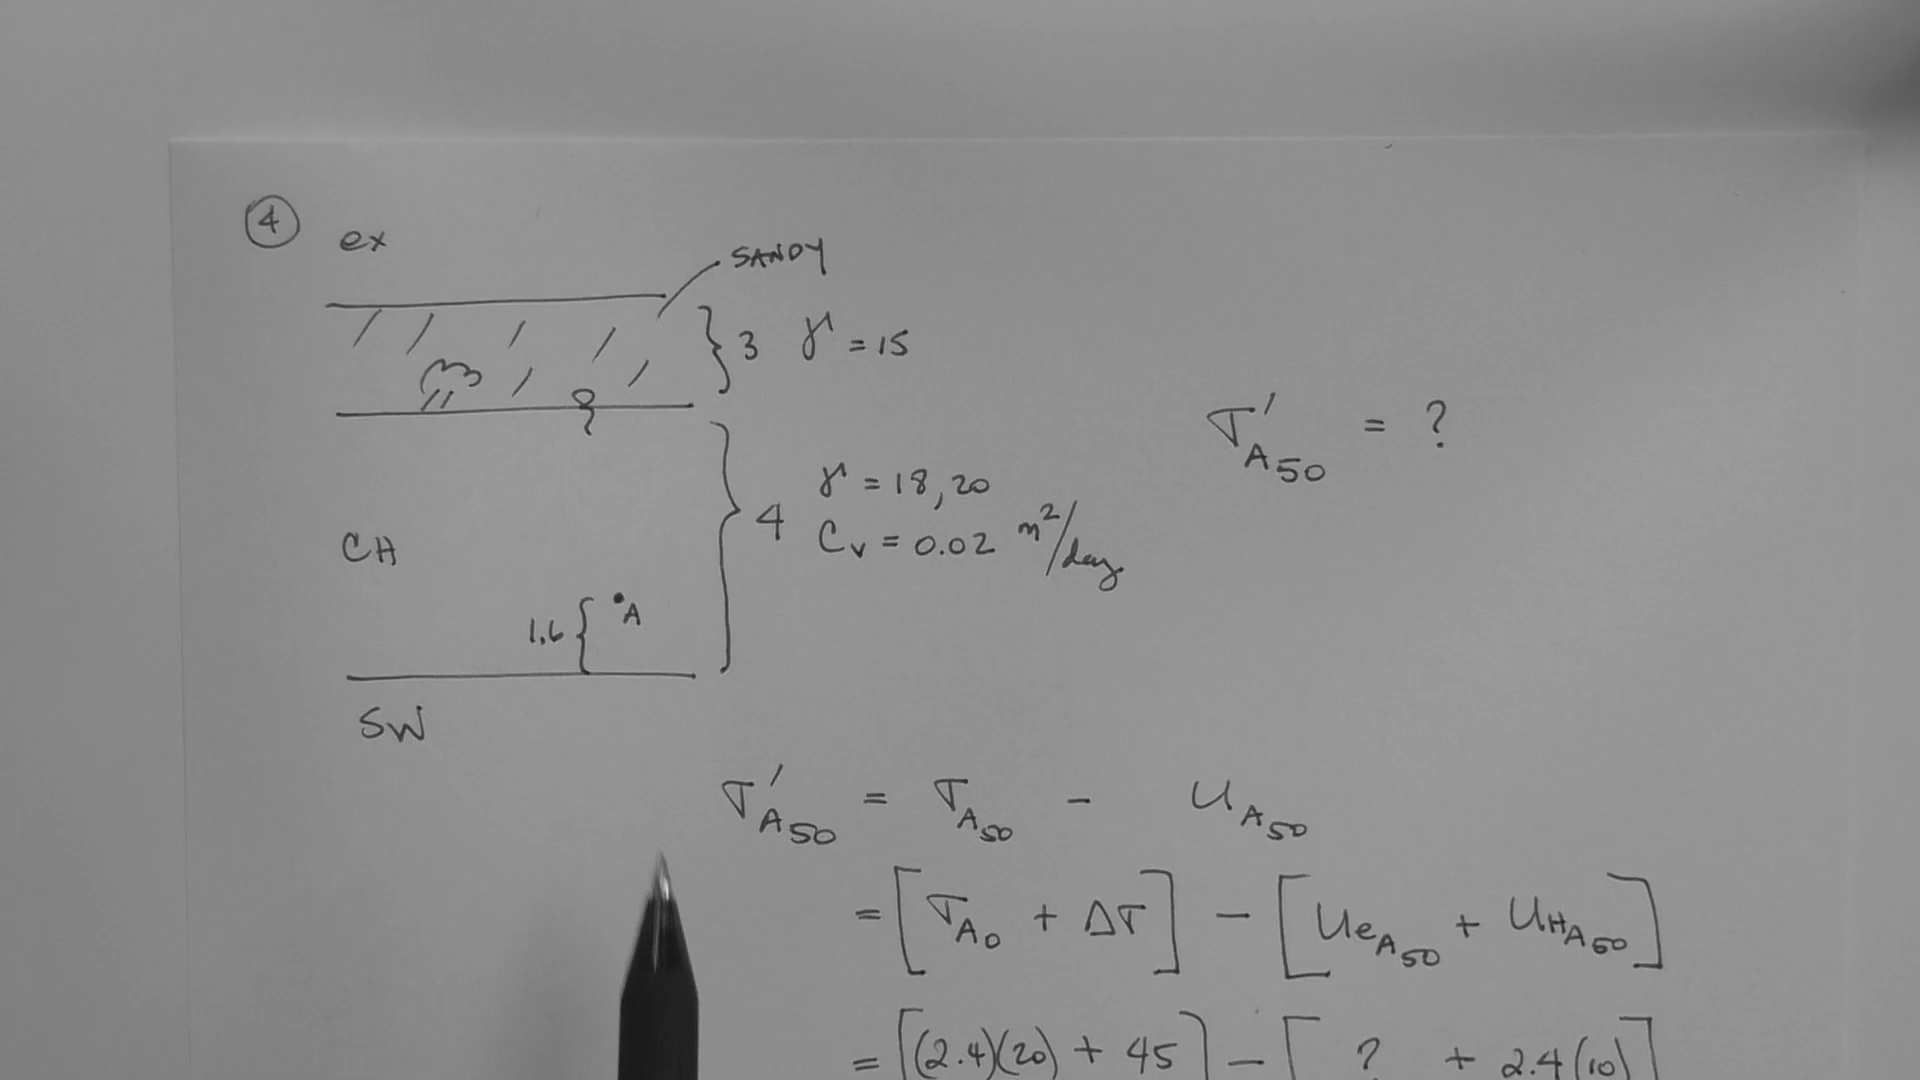 ④ ex
SANDY
3 γ = 15
γ = 18, 20
4 Cv = 0.02 m²/day
CH
1.6 { •A
SW
σ'A50 = ?
σ'A50 = σA50 - uA50
= [σA0 + Δσ] - [ueA50 + uHA50]
= [(2.4)(20) + 45] - [ ? + 2.4(10)]